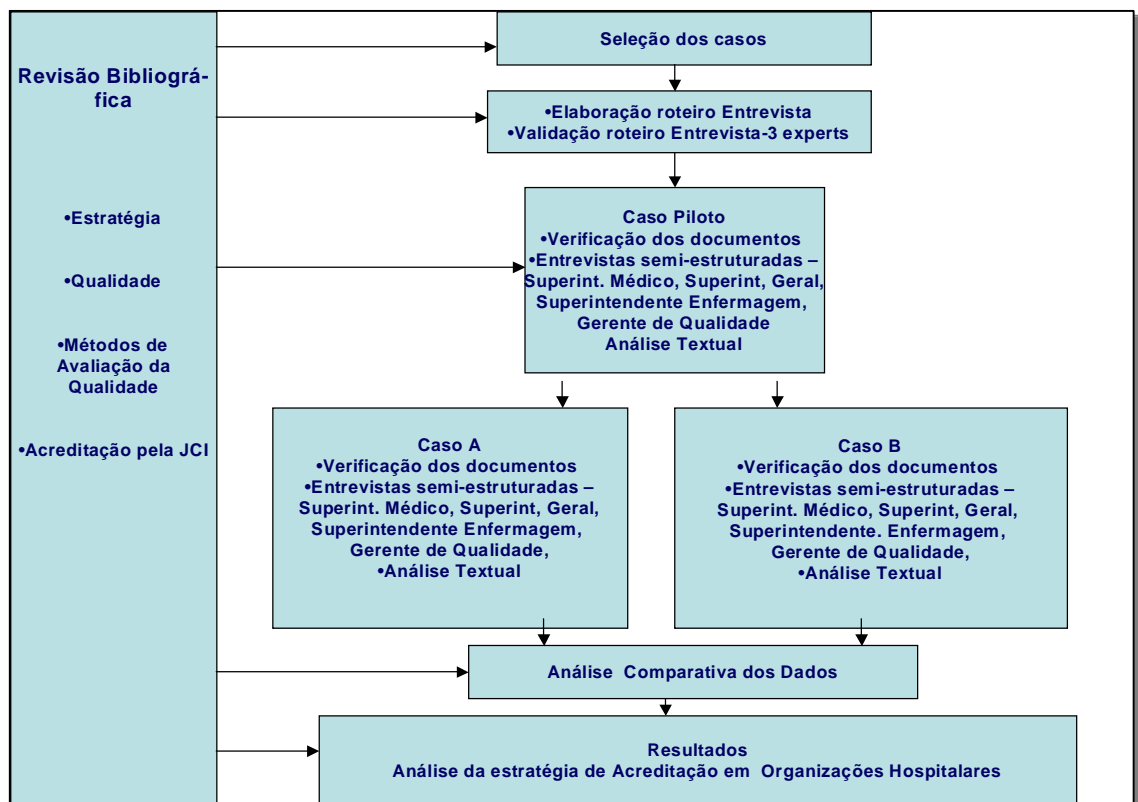 Revisão Bibliográ-
fica
•Estratégia
•Qualidade
•Métodos de
Avaliação da
Qualidade
•Acreditação pela JCI
Seleção dos casos
•Elaboração roteiro Entrevista
•Validação roteiro Entrevista-3 experts
Caso Piloto
•Verificação dos documentos
•Entrevistas semi-estruturadas –
Superint. Médico, Superint, Geral,
Superintendente Enfermagem,
Gerente de Qualidade
Análise Textual
Caso A
•Verificação dos documentos
•Entrevistas semi-estruturadas –
Superint. Médico, Superint, Geral,
Superintendente Enfermagem,
Gerente de Qualidade,
•Análise Textual
Caso B
•Verificação dos documentos
•Entrevistas semi-estruturadas –
Superint. Médico, Superint, Geral,
Superintendente. Enfermagem,
Gerente de Qualidade,
•Análise Textual
Análise Comparativa dos Dados
Resultados
Análise da estratégia de Acreditação em Organizações Hospitalares